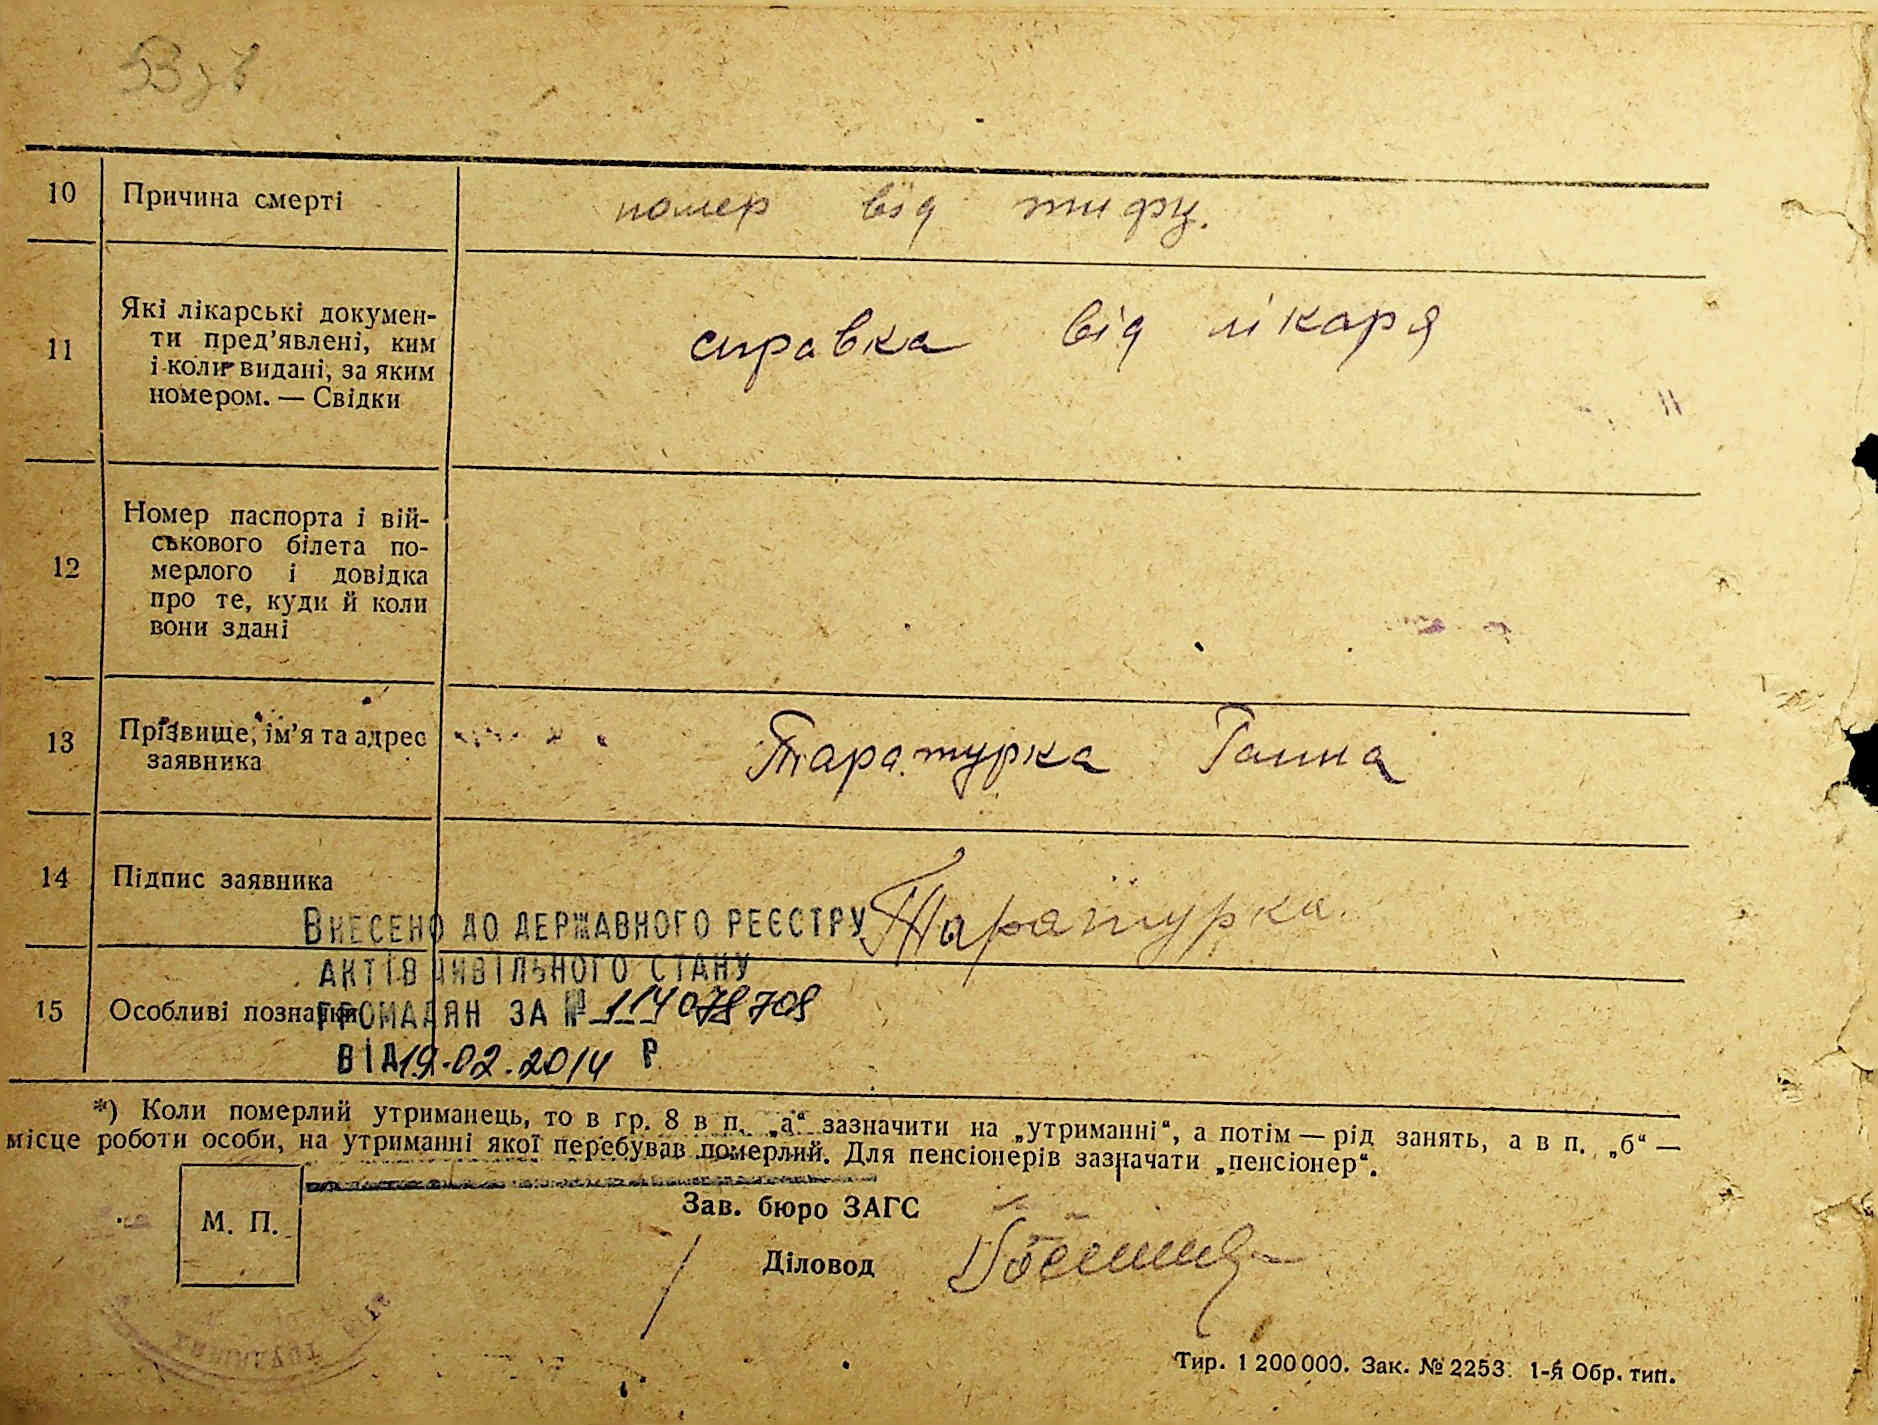 10 Причина смерті помер від тифу.
11 Які лікарські докумен-
ти пред’явлені, ким
і коли видані, за яким
номером. — Свідки
справка від лікаря
12 Номер паспорта і вій-
ськового білета по-
мерлого і довідка
про те, куди й коли
вони здані
13 Прізвище, ім’я та адрес
заявника
Таратурка Ганна
14 Підпис заявника Таратурка.
Внесено до Державного реєстру
актів цивільного стану
15 Особливі познаки
громадян за № 114078708
від 19.02.2014 р.
*) Коли померлий утриманець, то в гр. 8 в п. „а“ зазначити на „утриманні“, а потім — рід занять, а в п. „б“ —
місце роботи особи, на утриманні якої перебував померлий. Для пенсіонерів зазначати „пенсіонер“.
М. П.
Зав. бюро ЗАГС
Діловод
Тир. 1 200 000. Зак. № 2253. 1-й Обр. тип.